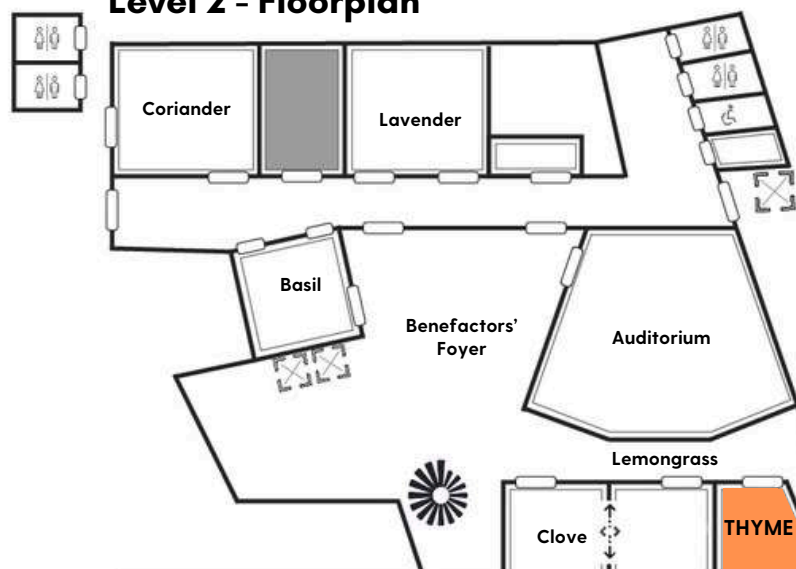 Level 2 - Floorplan
Coriander
Lavender
Basil
Benefactors'
Foyer
Auditorium
Lemongrass
Clove
THYME